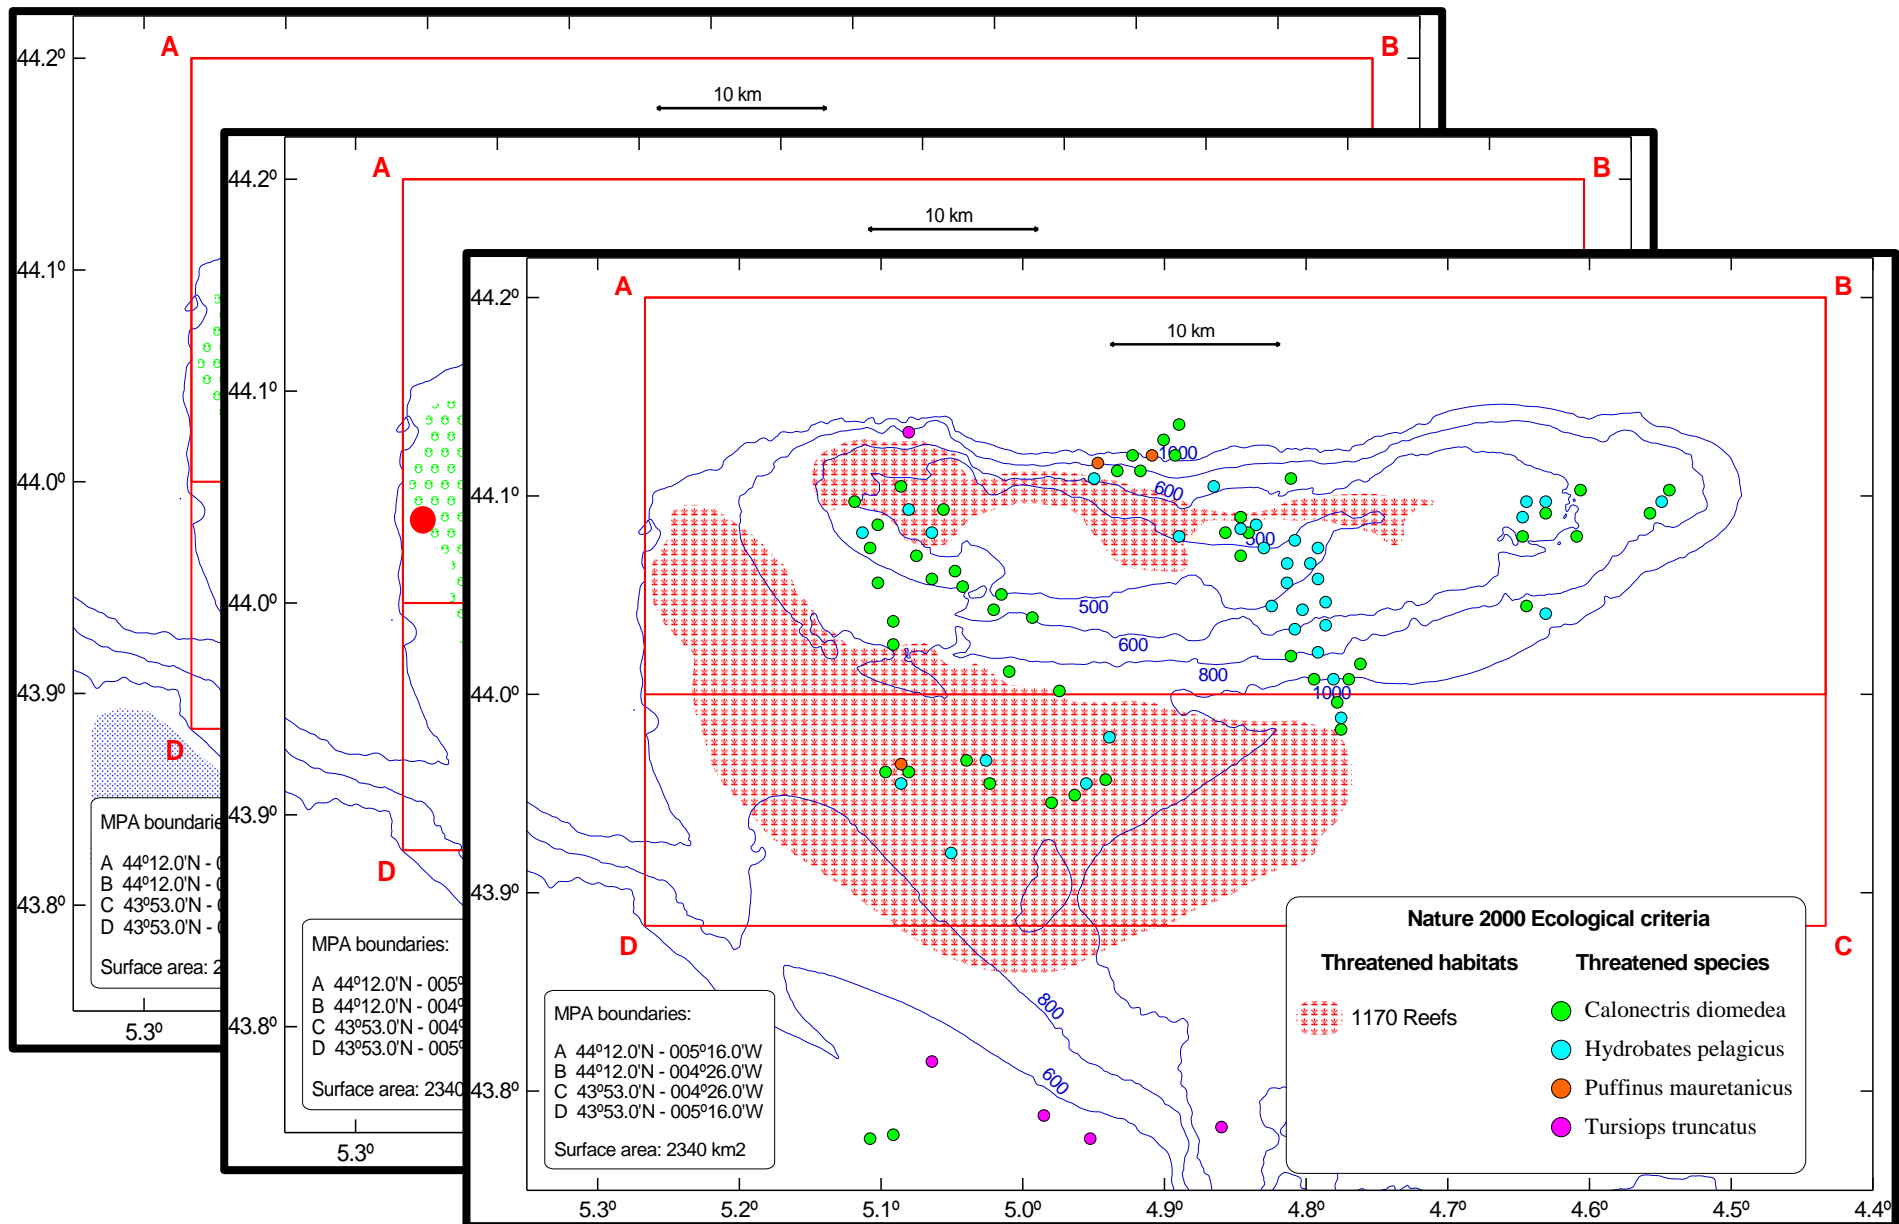 A
B
44.2º
10 km
44.1º
44.0º
43.9º
43.8º
D
MPA boundarie
A 44º12.0'N - 0
B 44º12.0'N - 0
C 43º53.0'N -
D 43º53.0'N - 0
Surface area: 2
5.3º
A
B
44.2º
10 km
44.1º
44.0º
43.9º
43.8º
D
MPA boundaries:
A 44º12.0'N - 005º
B 44º12.0'N - 004º
C 43º53.0'N - 004º
D 43º53.0'N - 005º
Surface area: 2340
5.3º
A
B
44.2º
10 km
1000
600
44.1º
500
500
600
800
44.0º
1000
43.9º
D
C
800
600
43.8º
MPA boundaries:
A 44º12.0'N - 005º16.0'W
B 44º12.0'N - 004º26.0'W
C 43º53.0'N - 004º26.0'W
D 43º53.0'N - 005º16.0'W
Surface area: 2340 km2
Nature 2000 Ecological criteria
Threatened habitats Threatened species
1170 Reefs
Calonectris diomedea
Hydrobates pelagicus
Puffinus mauretanicus
Tursiops truncatus
5.3º 5.2º 5.1º 5.0º 4.9º 4.8º 4.7º 4.6º 4.5º 4.4º